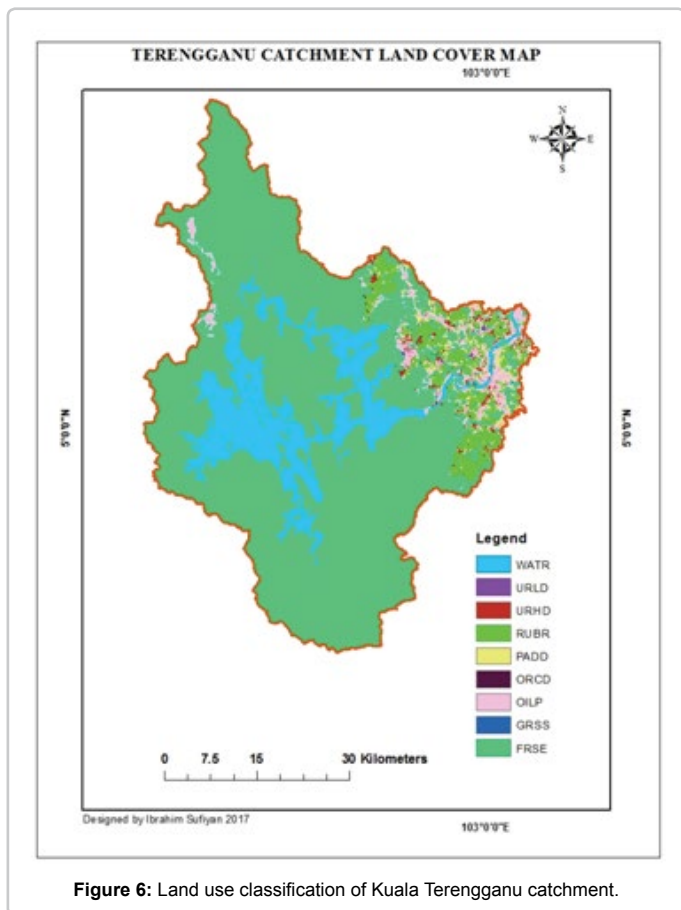 TERENGGANU CATCHMENT LAND COVER MAP
103°0'0"E
N
W E
S
5°0'0"N
5°0'0"N
Legend
WATR
URLD
URHD
RUBR
PADD
ORCD
OILP
GRSS
FRSE
0 7.5 15 30 Kilometers
Designed by Ibrahim Sufiyan 2017
103°0'0"E
Figure 6: Land use classification of Kuala Terengganu catchment.